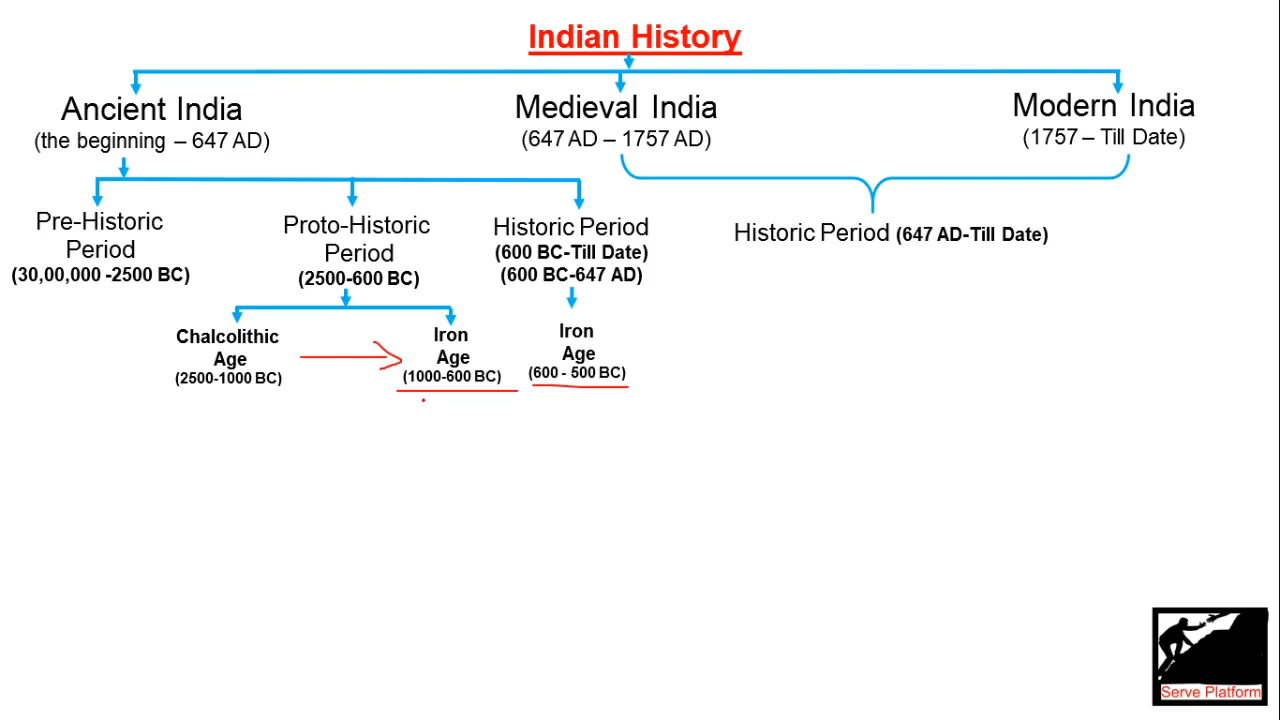 Indian History
Ancient India
(the beginning – 647 AD)
Medieval India
(647 AD – 1757 AD)
Modern India
(1757 – Till Date)
Pre-Historic
Period
(30,00,000 -2500 BC)
Proto-Historic
Period
(2500-600 BC)
Historic Period
(600 BC-Till Date)
(600 BC-647 AD)
Historic Period (647 AD-Till Date)
Chalcolithic
Age
(2500-1000 BC)
Iron
Age
(1000-600 BC)
Iron
Age
(600 - 500 BC)
Serve Platform